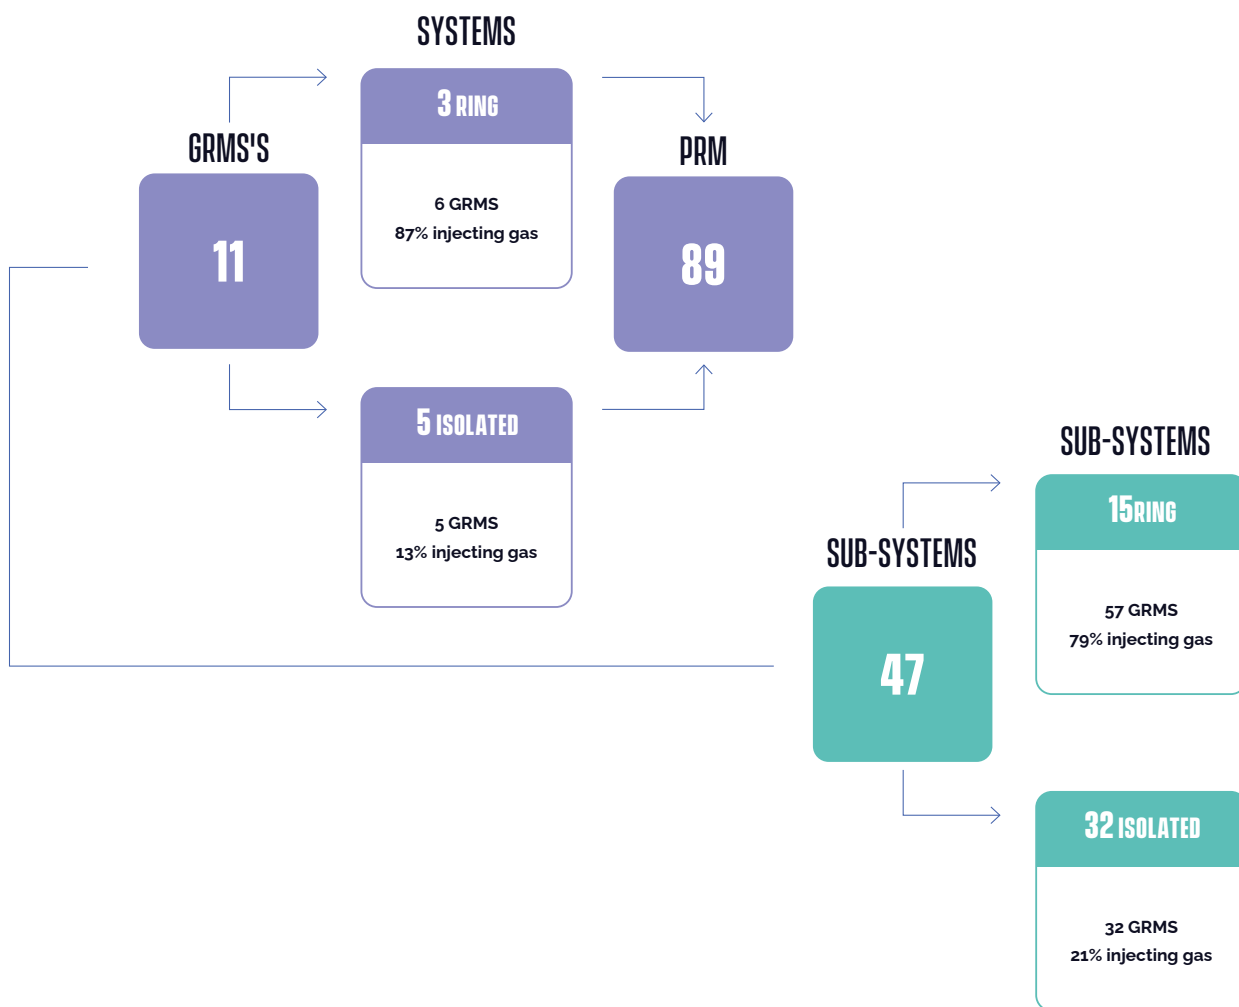 SYSTEMS
3 RING
6 GRMS
87% injecting gas
GRMS'S
11
PRM
89
5 ISOLATED
5 GRMS
13% injecting gas
SUB-SYSTEMS
47
SUB-SYSTEMS
15RING
57 GRMS
79% injecting gas
32 ISOLATED
32 GRMS
21% injecting gas